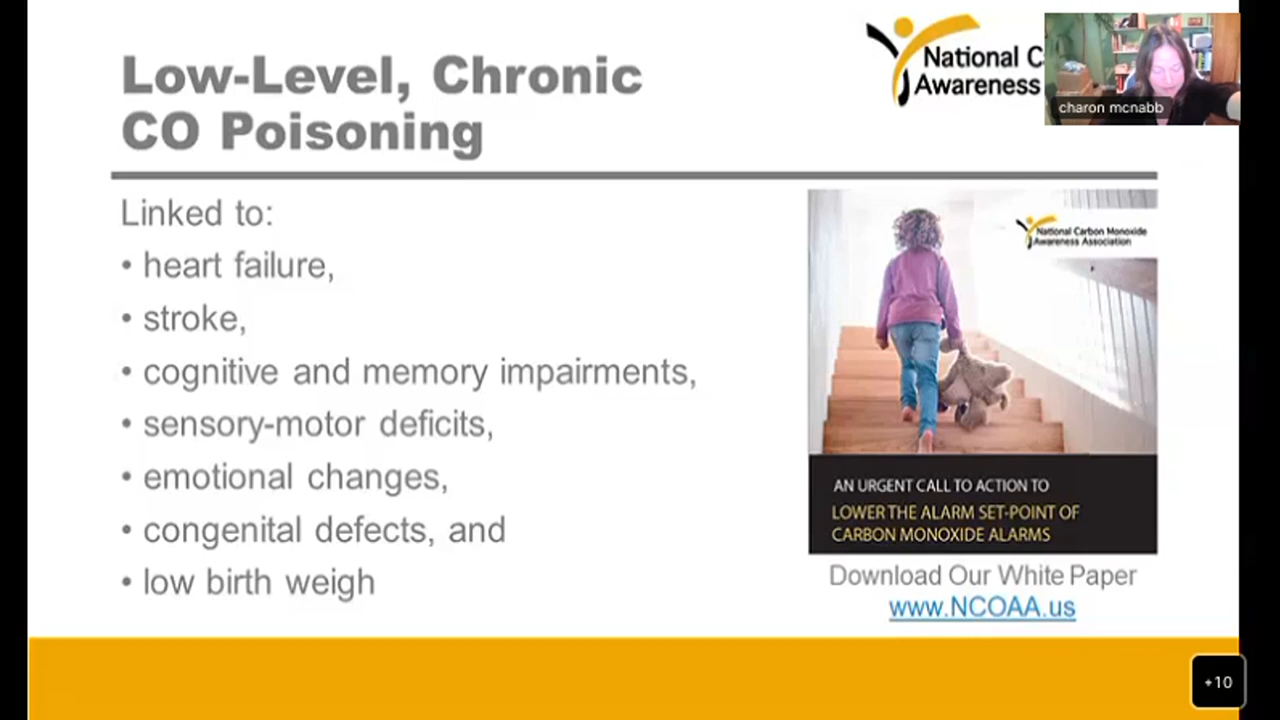 Low-Level, Chronic
CO Poisoning
National C
Awareness
charon mcnabb
Linked to:
• heart failure,
• stroke,
• cognitive and memory impairments,
• sensory-motor deficits,
• emotional changes,
• congenital defects, and
• low birth weigh
National Carbon Monoxide
Awareness Association
AN URGENT CALL TO ACTION TO
LOWER THE ALARM SET-POINT OF
CARBON MONOXIDE ALARMS
Download Our White Paper
www.NCOAA.us
+10